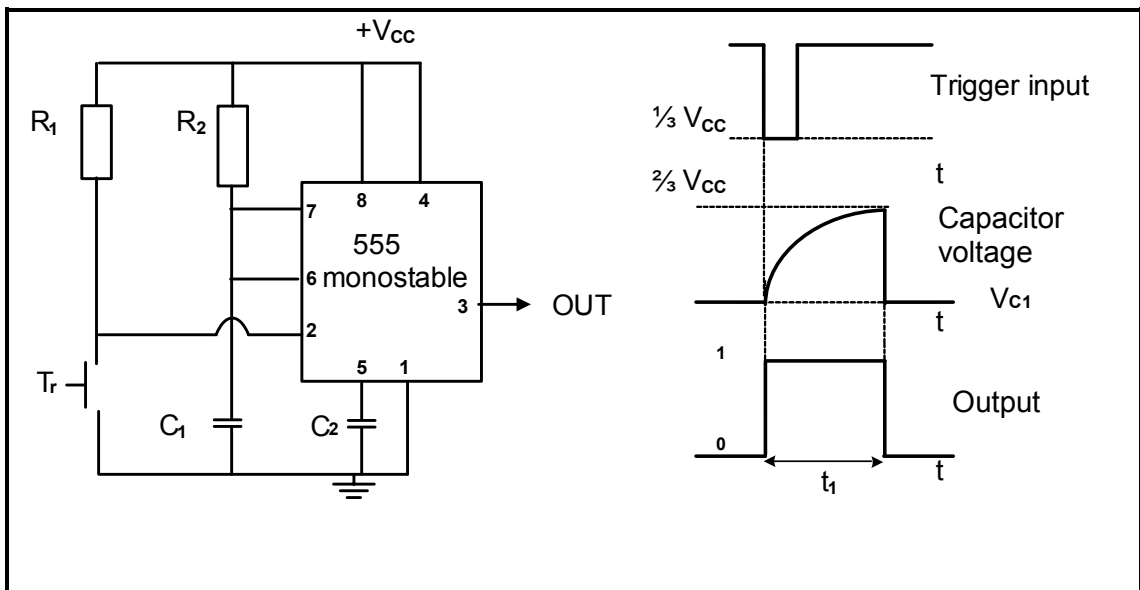 +Vcc
R₁
R₂
7
8
4
555
monostable
6
3
OUT
2
5
1
Tr
C₁
C₂
Trigger input
⅓ Vcc
t
⅔ Vcc
Capacitor
voltage
Vc1
t
1
Output
0
t
t₁